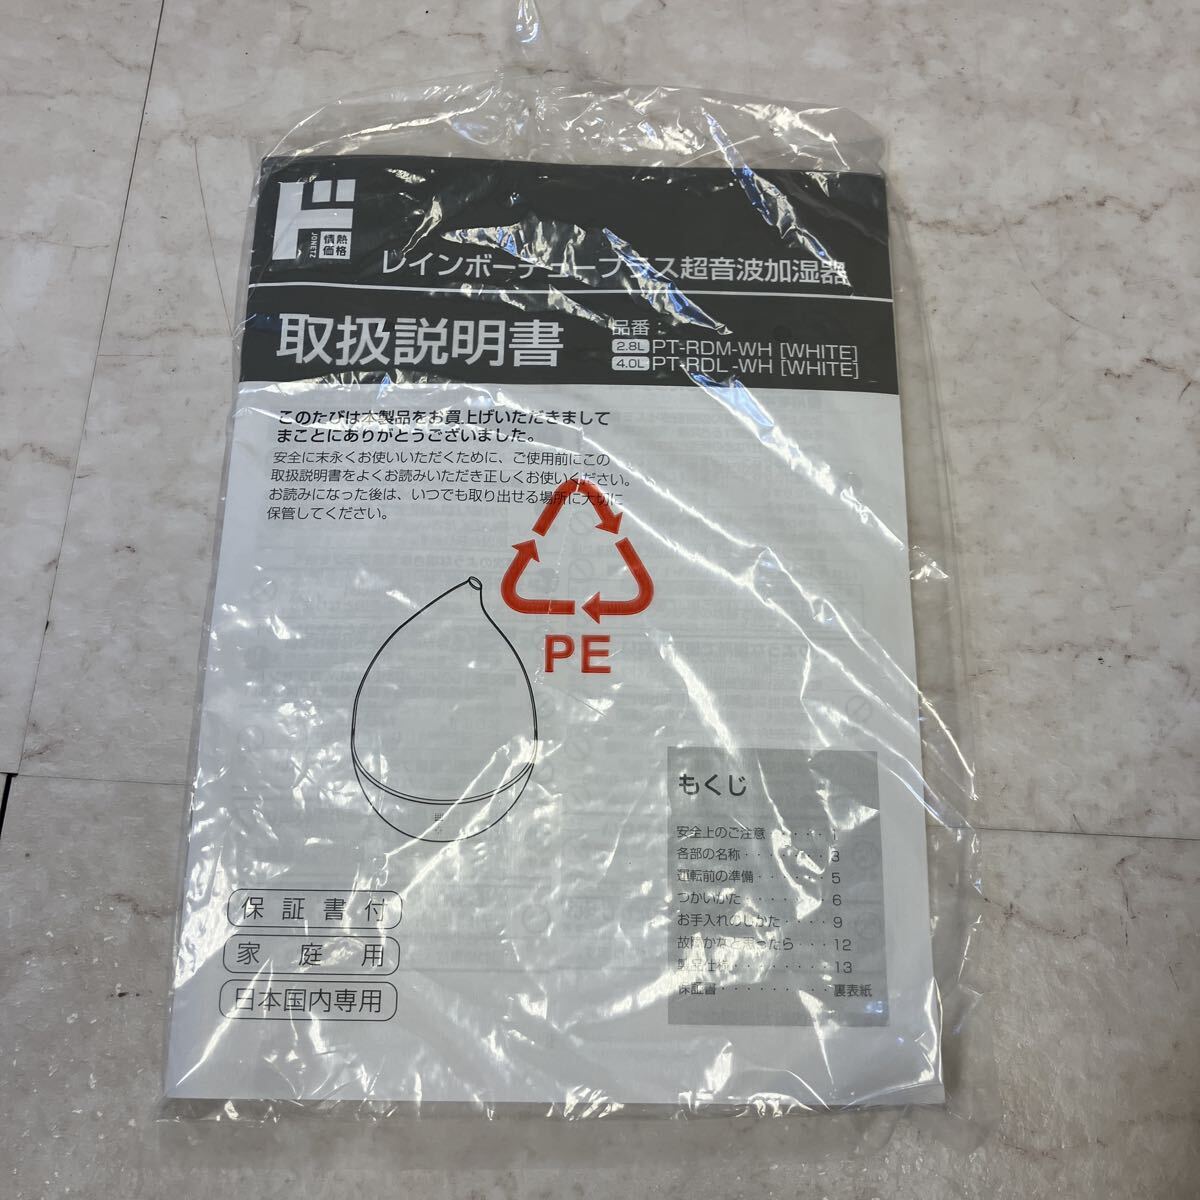 ド
JONETZ
情熱
価格
レインボーデュープラス超音波加湿器
取扱説明書
品番：
2.8L PT-RDM-WH [WHITE]
4.0L PT-RDL-WH [WHITE]
このたびは本製品をお買上げいただきまして
まことにありがとうございました。
安全に末永くお使いいただくために、ご使用前にこの
取扱説明書をよくお読みいただき正しくお使いください。
お読みになった後は、いつでも取り出せる場所に大切に
保管してください。
PE
保証書付
家庭用
日本国内専用
もくじ
安全上のご注意・・・・・1
各部の名称・・・・・・・・3
運転前の準備・・・・・・・5
つかいかた・・・・・・・・6
お手入れのしかた・・・・9
故障かなと思ったら・・・12
製品仕様・・・・・・・・・13
保証書・・・・・・・・・・裏表紙